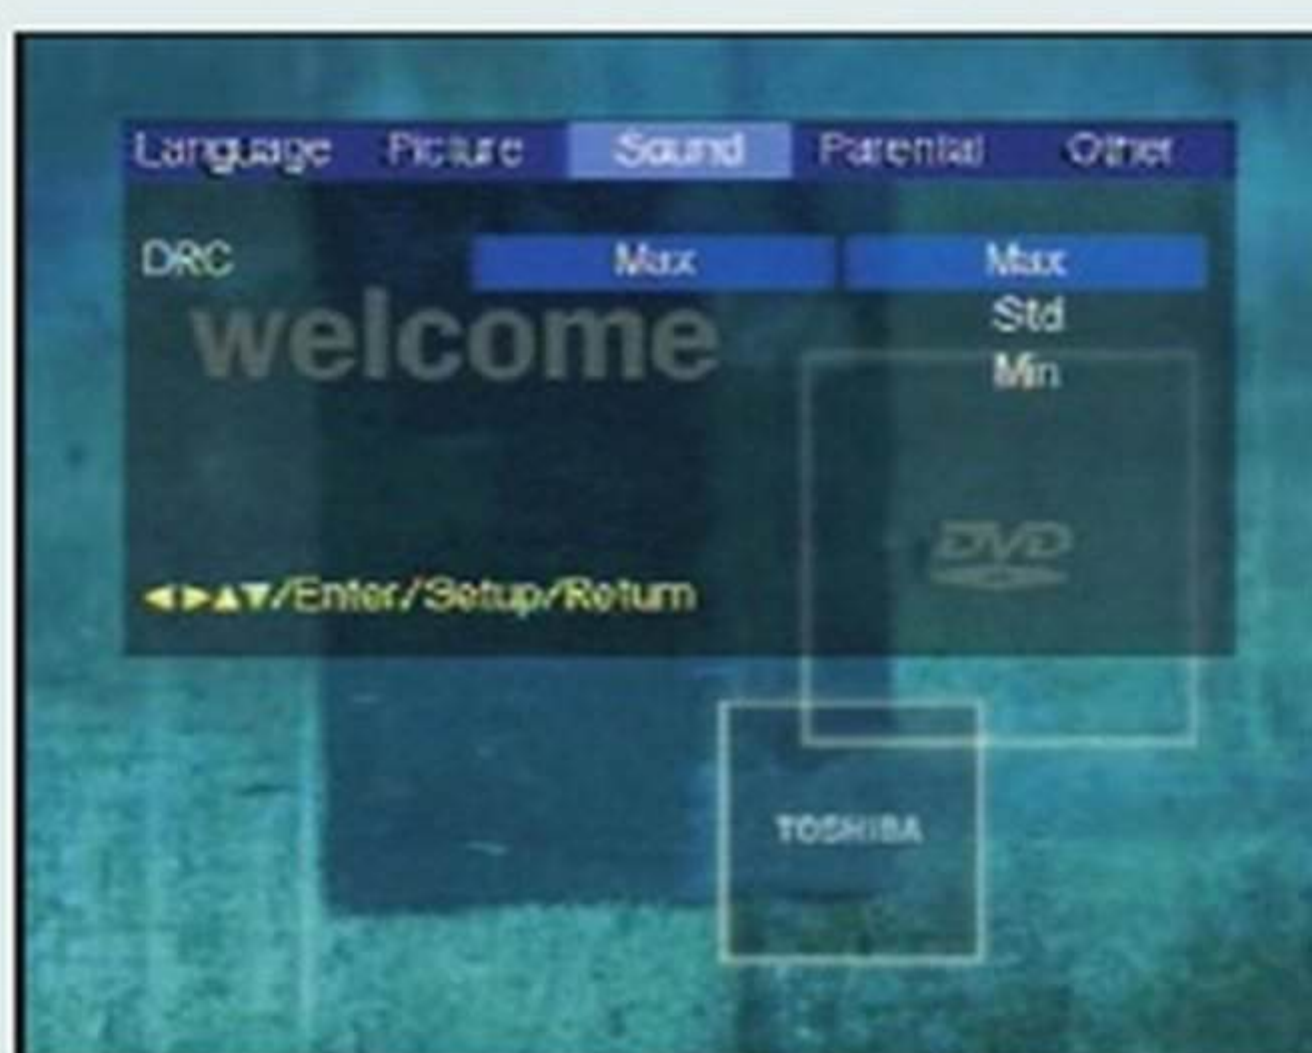 Language Picture Sound Parental Other
DRC Max Max
Std
welcome
Min
DVD
◀▶▲▼/Enter/Setup/Return
TOSHIBA